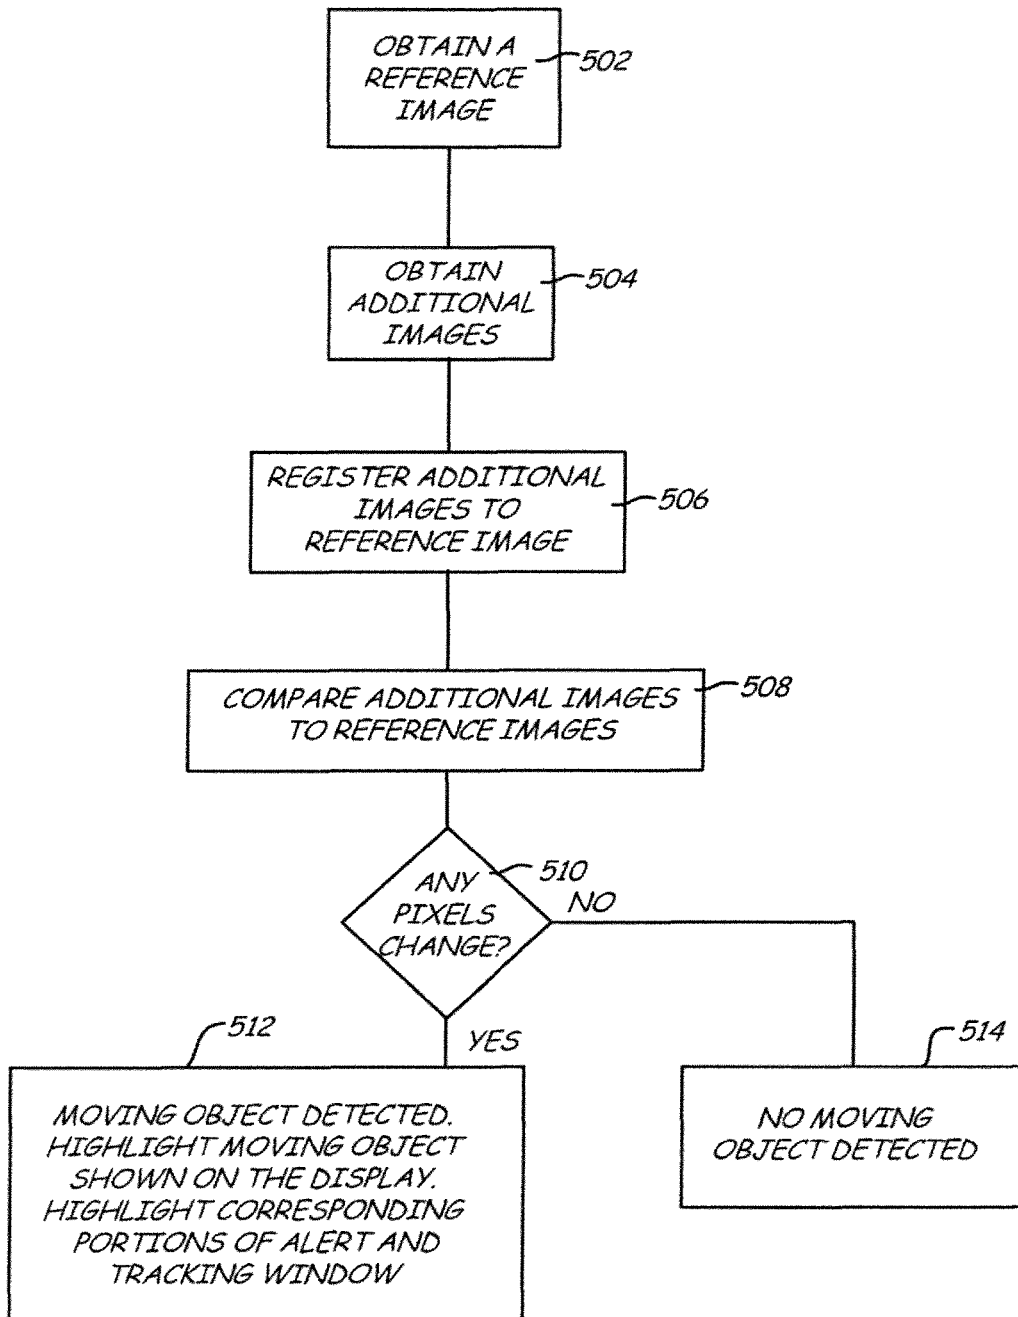 OBTAIN A
REFERENCE
IMAGE
502
OBTAIN
ADDITIONAL
IMAGES
504
REGISTER ADDITIONAL
IMAGES TO
REFERENCE IMAGE
506
COMPARE ADDITIONAL IMAGES
TO REFERENCE IMAGES
508
ANY
PIXELS
CHANGE?
510
NO
YES
512
MOVING OBJECT DETECTED.
HIGHLIGHT MOVING OBJECT
SHOWN ON THE DISPLAY.
HIGHLIGHT CORRESPONDING
PORTIONS OF ALERT AND
TRACKING WINDOW
514
NO MOVING
OBJECT DETECTED